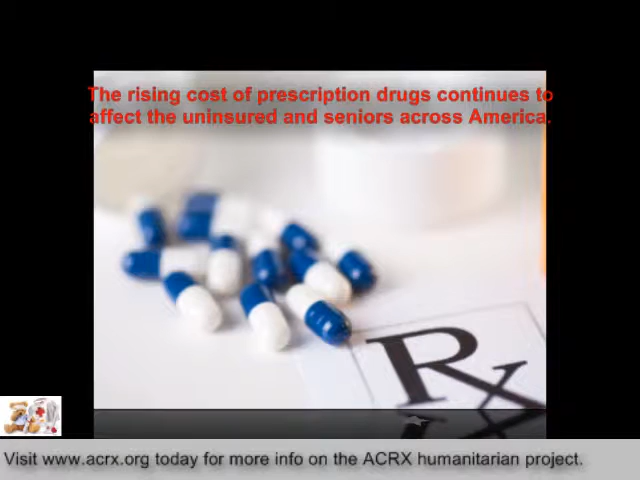 The rising cost of prescription drugs continues to
affect the uninsured and seniors across America.
Rx
Visit www.acrx.org today for more info on the ACRX humanitarian project.